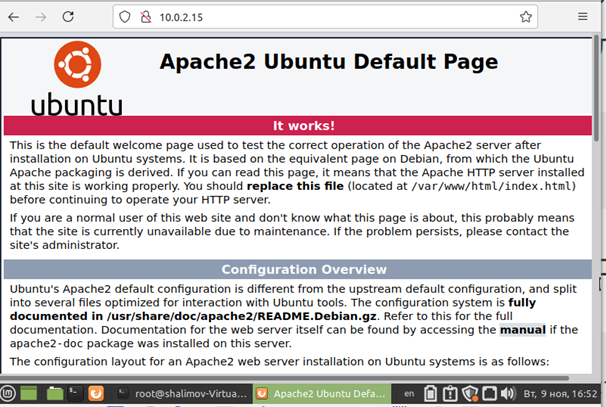 10.0.2.15
Apache2 Ubuntu Default Page
ubuntu
It works!
This is the default welcome page used to test the correct operation of the Apache2 server after
installation on Ubuntu systems. It is based on the equivalent page on Debian, from which the Ubuntu
Apache packaging is derived. If you can read this page, it means that the Apache HTTP server installed
at this site is working properly. You should replace this file (located at /var/www/html/index.html)
before continuing to operate your HTTP server.
If you are a normal user of this web site and don't know what this page is about, this probably means
that the site is currently unavailable due to maintenance. If the problem persists, please contact the
site's administrator.
Configuration Overview
Ubuntu's Apache2 default configuration is different from the upstream default configuration, and split
into several files optimized for interaction with Ubuntu tools. The configuration system is fully
documented in /usr/share/doc/apache2/README.Debian.gz. Refer to this for the full
documentation. Documentation for the web server itself can be found by accessing the manual if the
apache2-doc package was installed on this server.
The configuration layout for an Apache2 web server installation on Ubuntu systems is as follows:
root@shalimov-Virtua... Apache2 Ubuntu Defa... en Вт, 9 ноя, 16:52